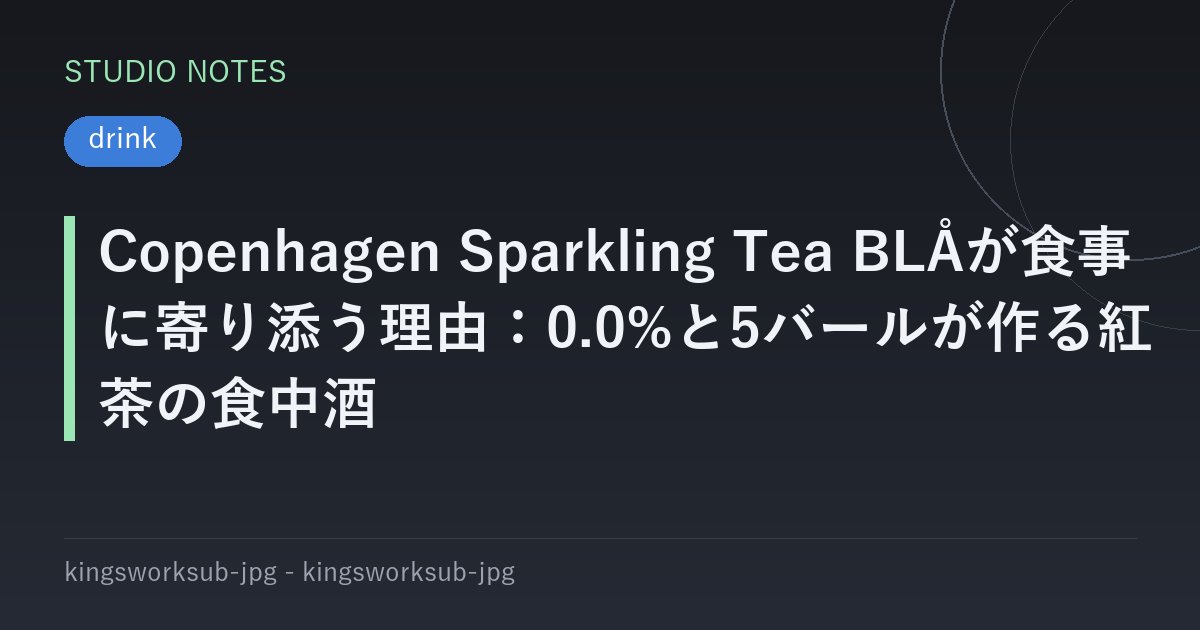 STUDIO NOTES
drink
Copenhagen Sparkling Tea BLÅが食事
に寄り添う理由：0.0%と5バールが作る紅
茶の食中酒
kingsworksub-jpg - kingsworksub-jpg